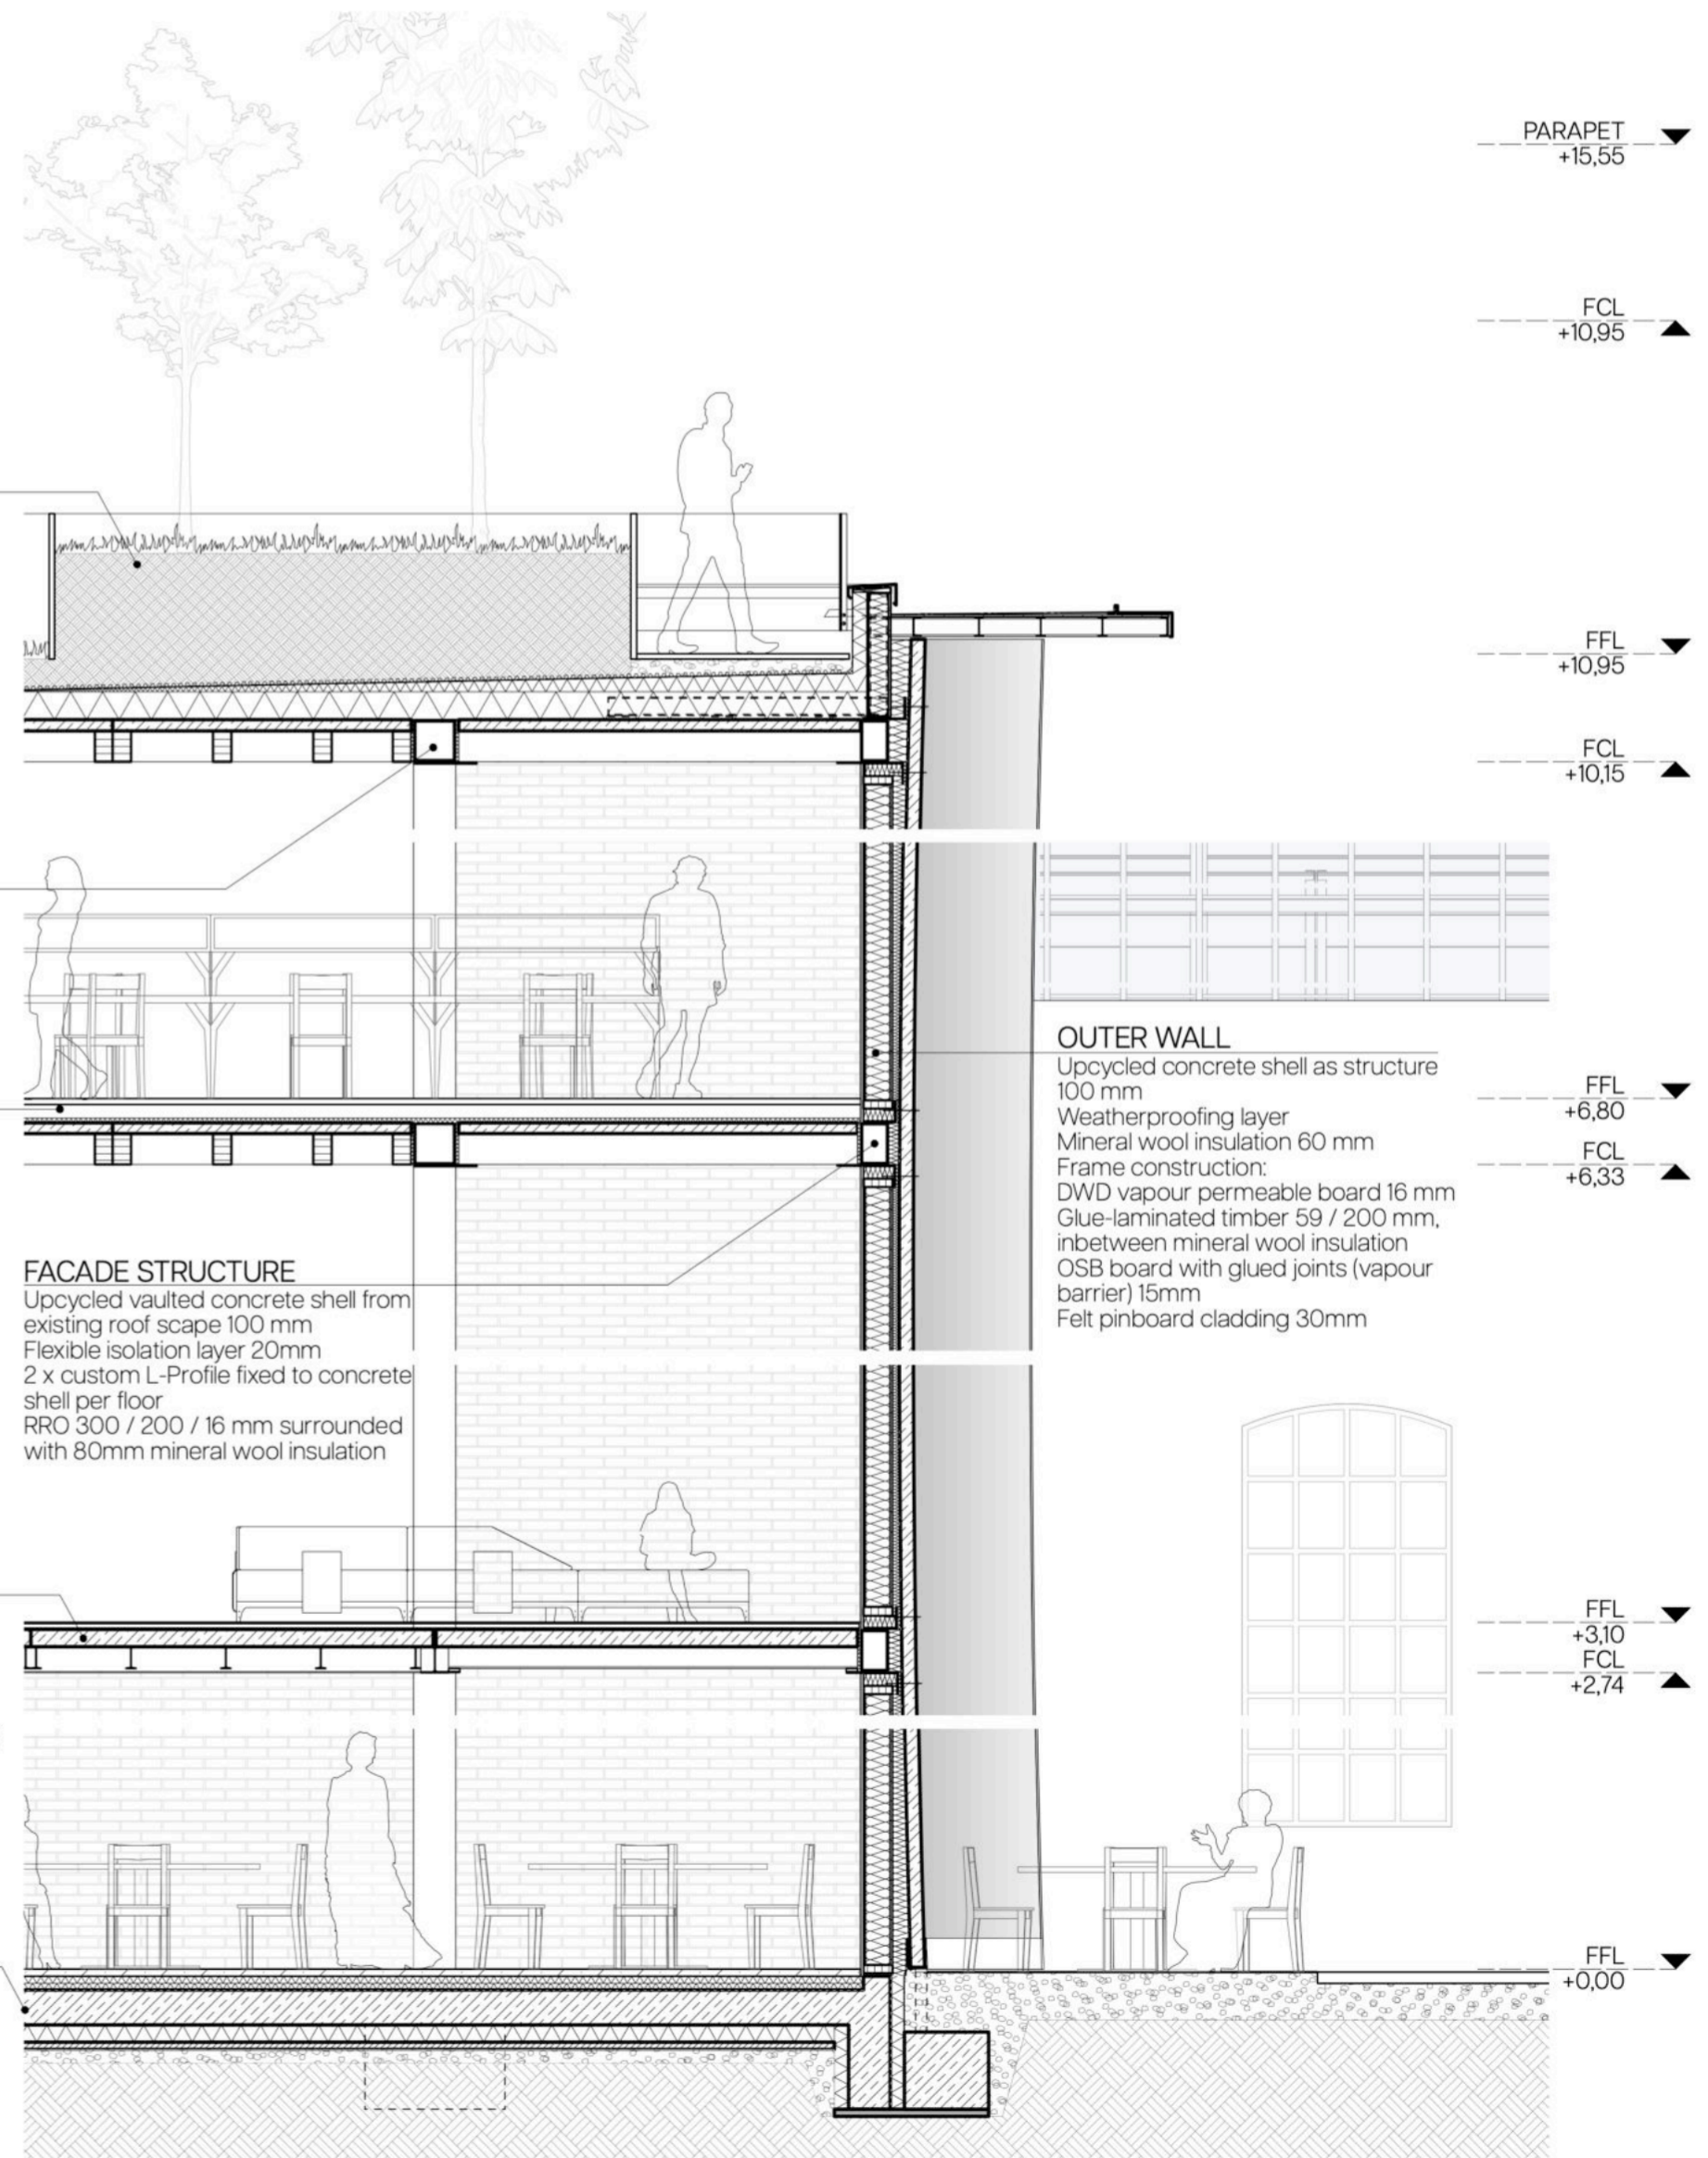 PARAPET
+15,55
FCL
+10,95
FFL
+10,95
FCL
+10,15
OUTER WALL
Upcycled concrete shell as structure
100 mm
Weatherproofing layer
Mineral wool insulation 60 mm
Frame construction:
DWD vapour permeable board 16 mm
Glue-laminated timber 59 / 200 mm,
inbetween mineral wool insulation
OSB board with glued joints (vapour
barrier) 15mm
Felt pinboard cladding 30mm
FFL
+6,80
FCL
+6,33
FACADE STRUCTURE
Upcycled vaulted concrete shell from
existing roof scape 100 mm
Flexible isolation layer 20mm
2 x custom L-Profile fixed to concrete
shell per floor
RRO 300 / 200 / 16 mm surrounded
with 80mm mineral wool insulation
FFL
+3,10
FCL
+2,74
FFL
+0,00